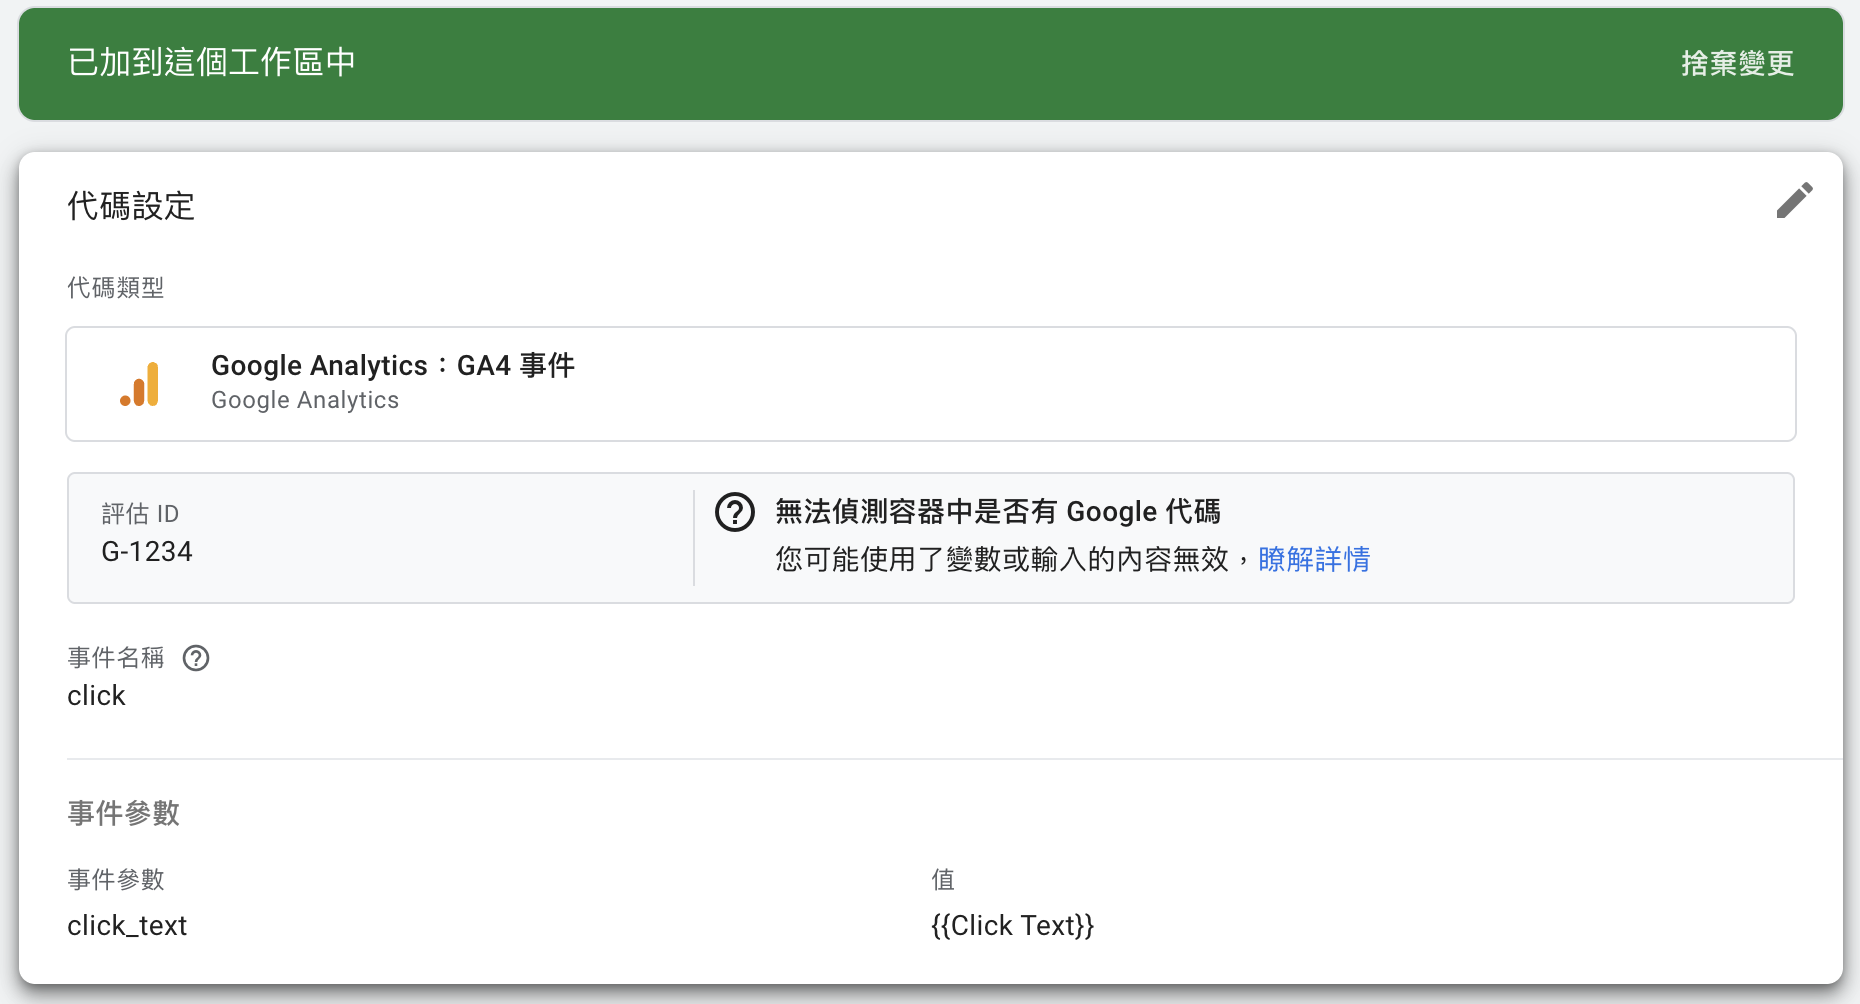 已加到這個工作區中
捨棄變更
代碼設定
代碼類型
Google Analytics：GA4 事件
Google Analytics
評估 ID
G-1234
無法偵測容器中是否有 Google 代碼
您可能使用了變數或輸入的內容無效，瞭解詳情
事件名稱
click
事件參數
事件參數
值
click_text
{{Click Text}}